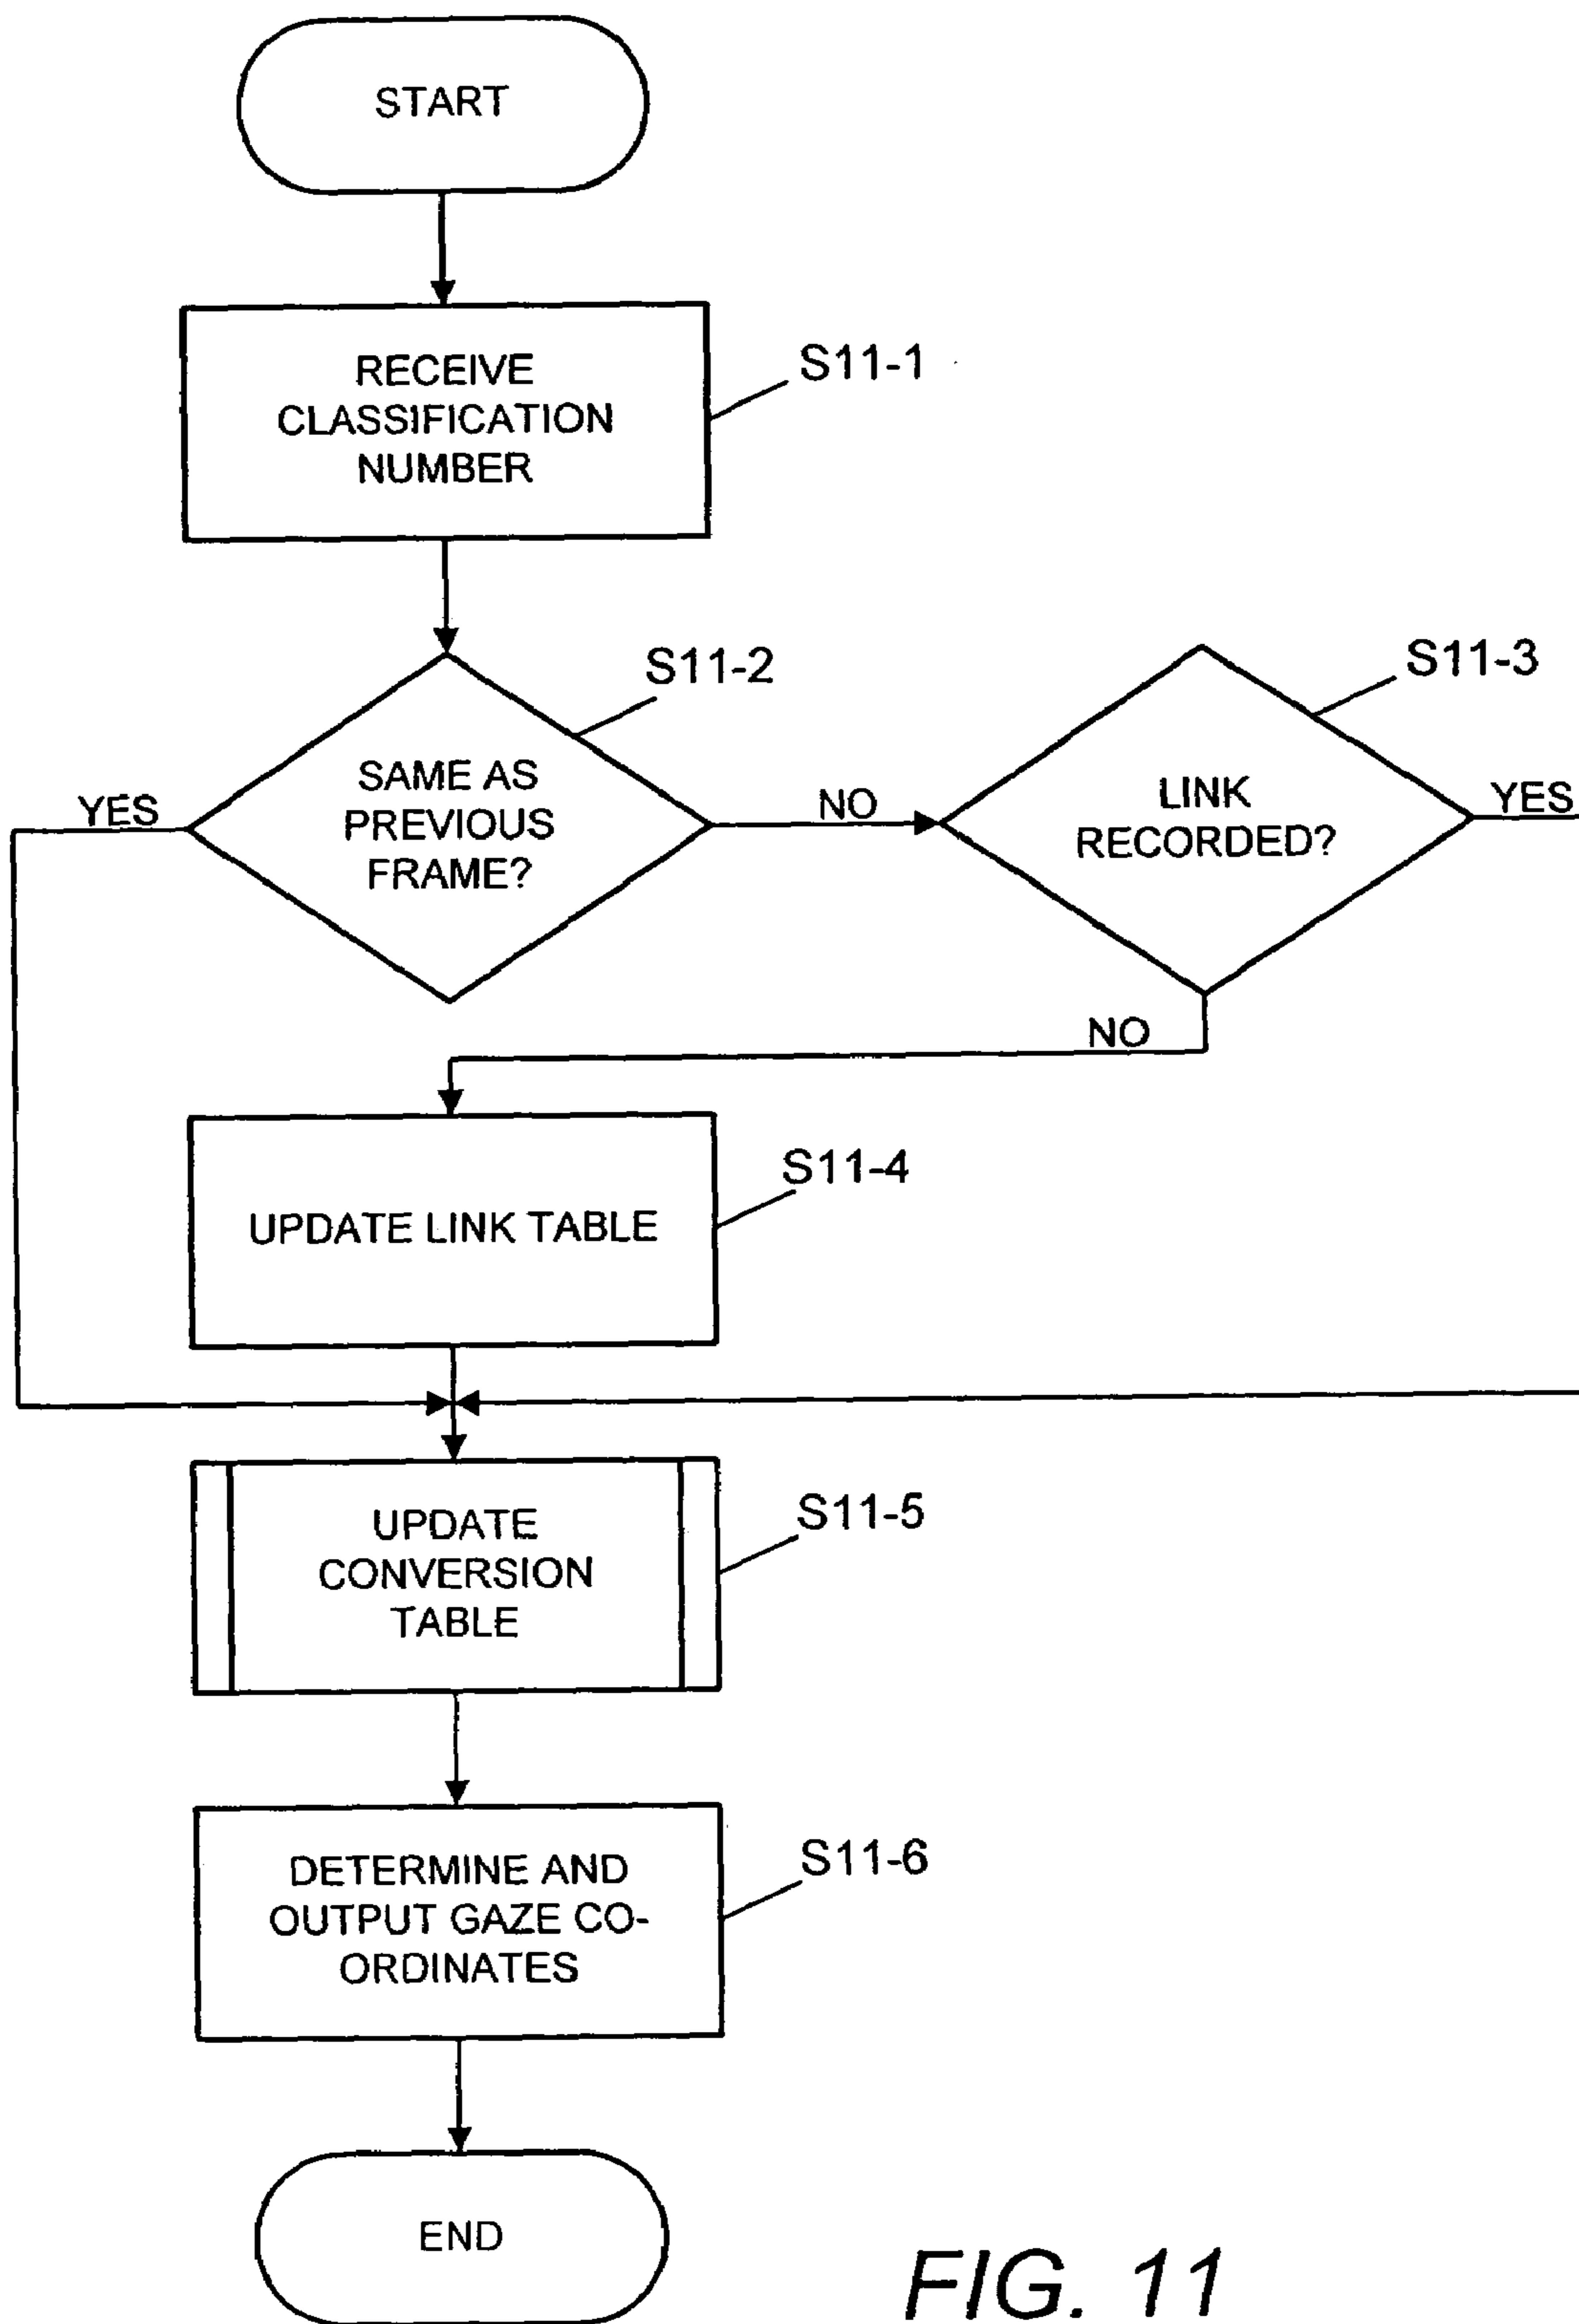 START
RECEIVE
CLASSIFICATION
NUMBER
S11-1
S11-2
SAME AS
PREVIOUS
FRAME?
YES
NO
S11-3
LINK
RECORDED?
YES
NO
S11-4
UPDATE LINK TABLE
S11-5
UPDATE
CONVERSION
TABLE
S11-6
DETERMINE AND
OUTPUT GAZE CO-
ORDINATES
END
FIG. 11